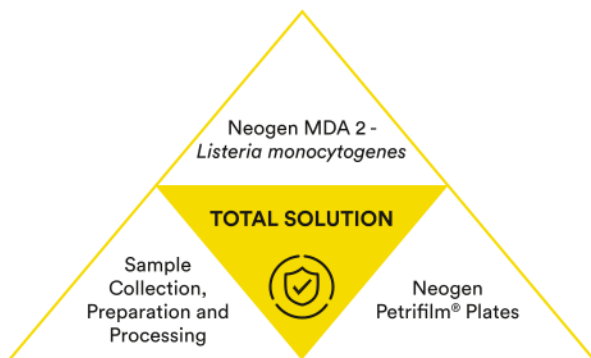 Neogen MDA 2 -
Listeria monocytogenes
TOTAL SOLUTION
Sample
Collection,
Preparation and
Processing
Neogen
Petrifilm® Plates